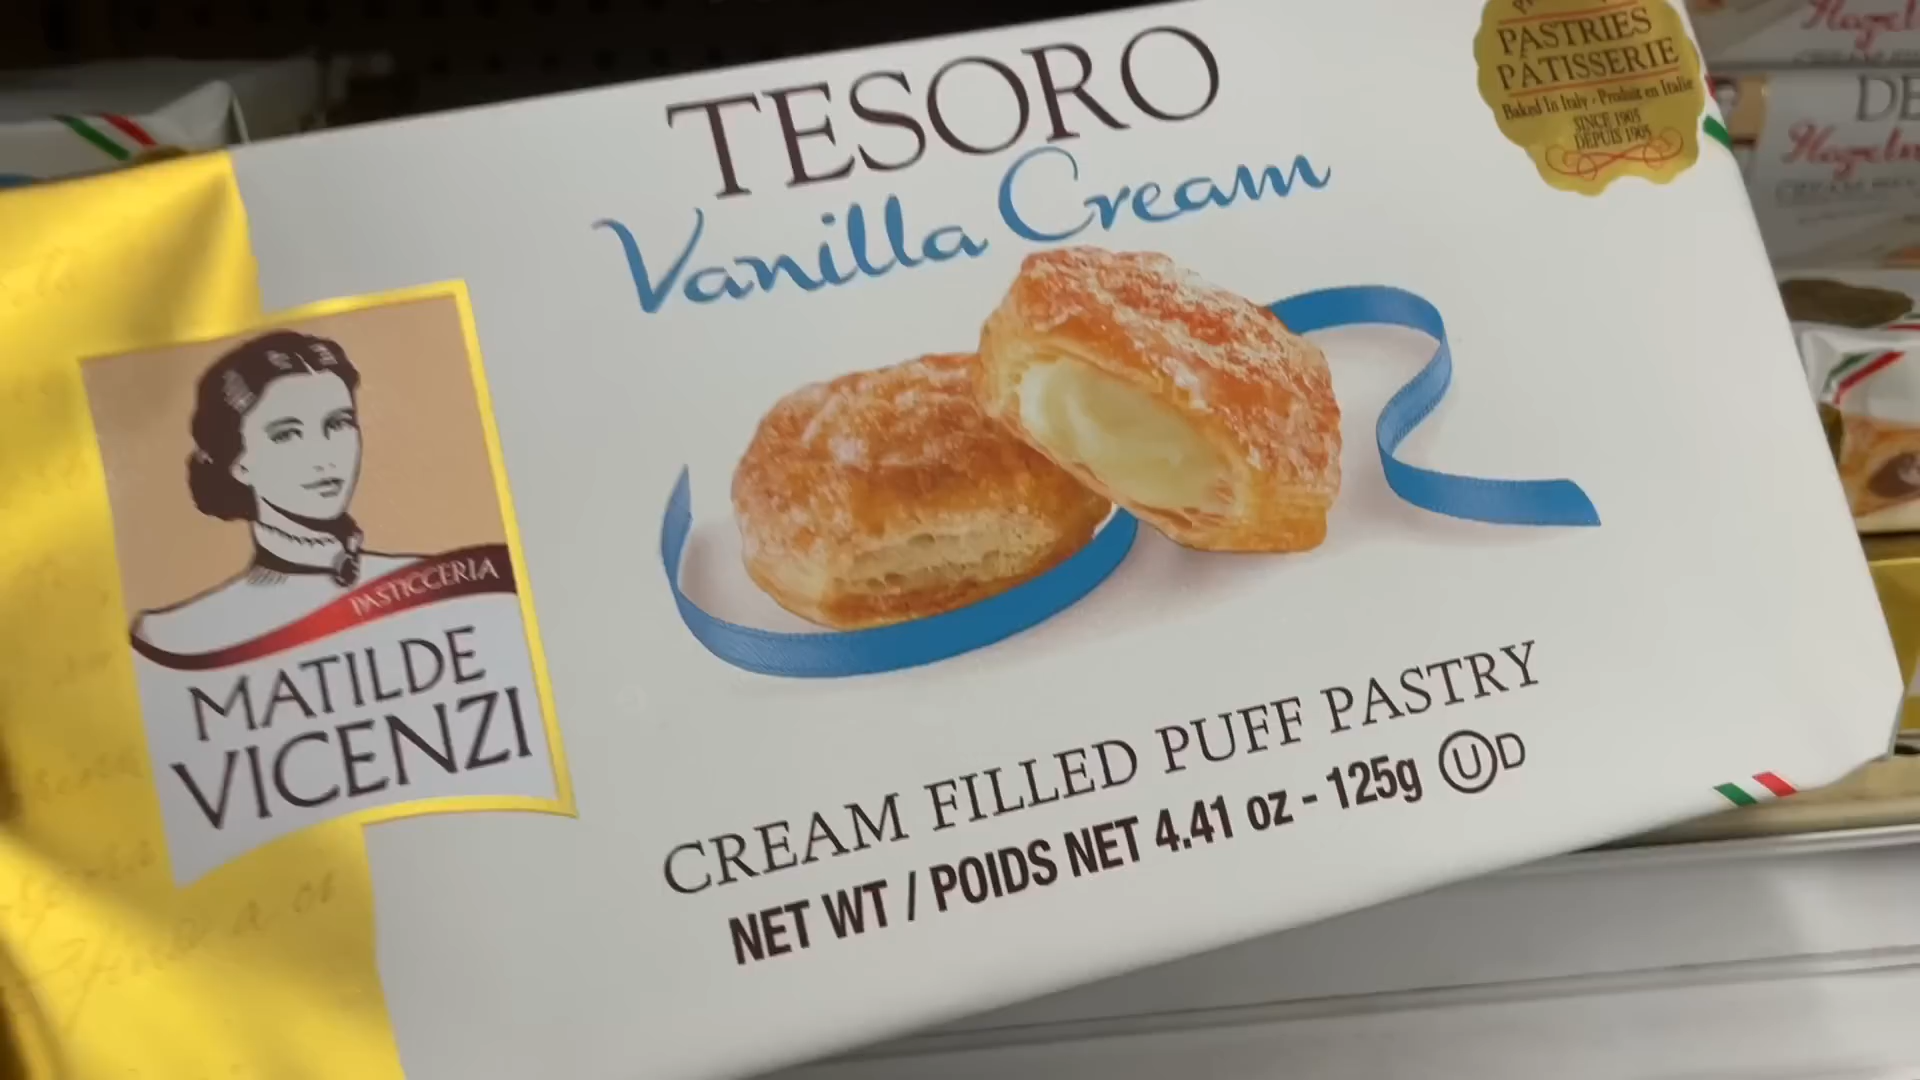 TESORO
Vanilla Cream
PASTRIES
PATISSERIE
Baked In Italy - Produit en Italie
SINCE 1905
DEPUIS 1905
PASTICCERIA
MATILDE
VICENZI
CREAM FILLED PUFF PASTRY
NET WT / POIDS NET 4.41 oz - 125g UD